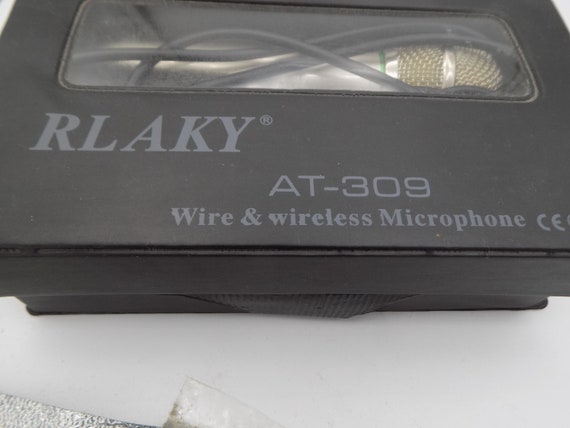 RLAKY®
AT-309
Wire & wireless Microphone CE